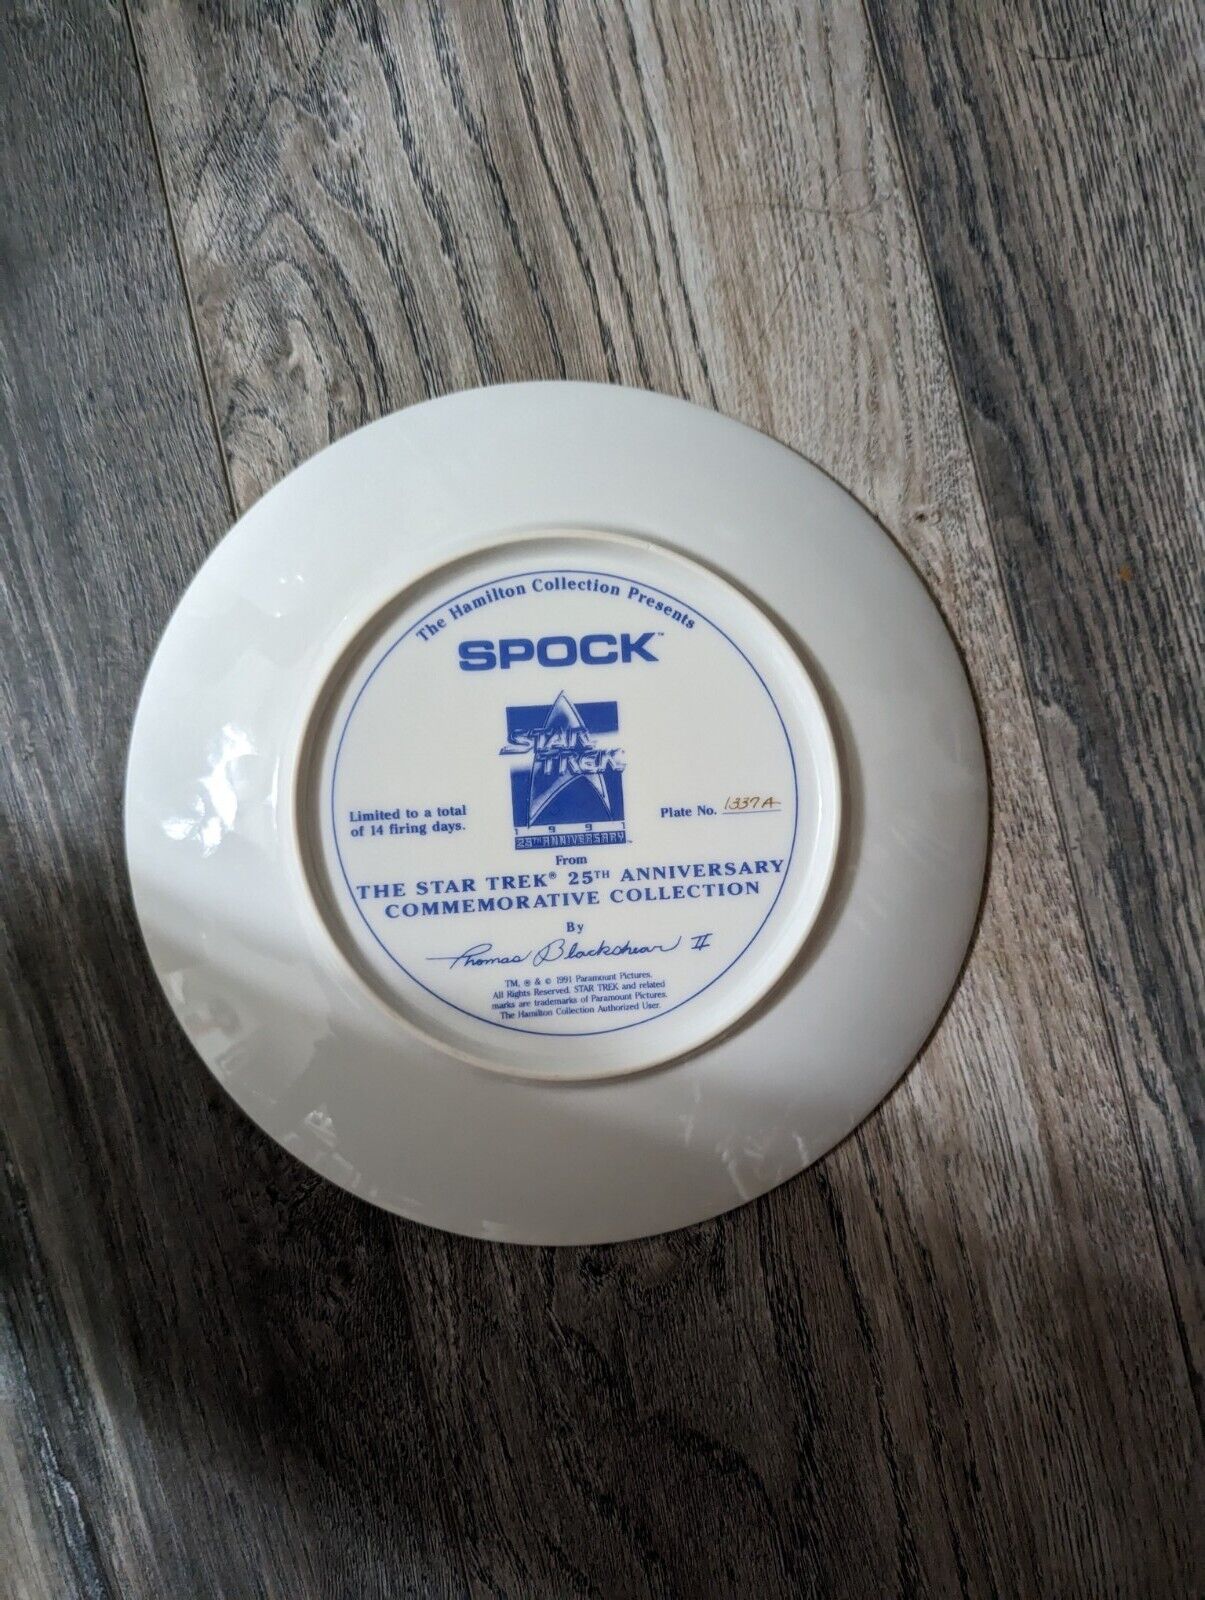 The Hamilton Collection Presents
SPOCK™
STAR
TREK
1991
25TH ANNIVERSARY™
Limited to a total
of 14 firing days.
Plate No. 1337A
From
THE STAR TREK® 25TH ANNIVERSARY
COMMEMORATIVE COLLECTION
By
Thomas Blackshear II
TM, ® & © 1991 Paramount Pictures.
All Rights Reserved. STAR TREK and related
marks are trademarks of Paramount Pictures.
The Hamilton Collection Authorized User.